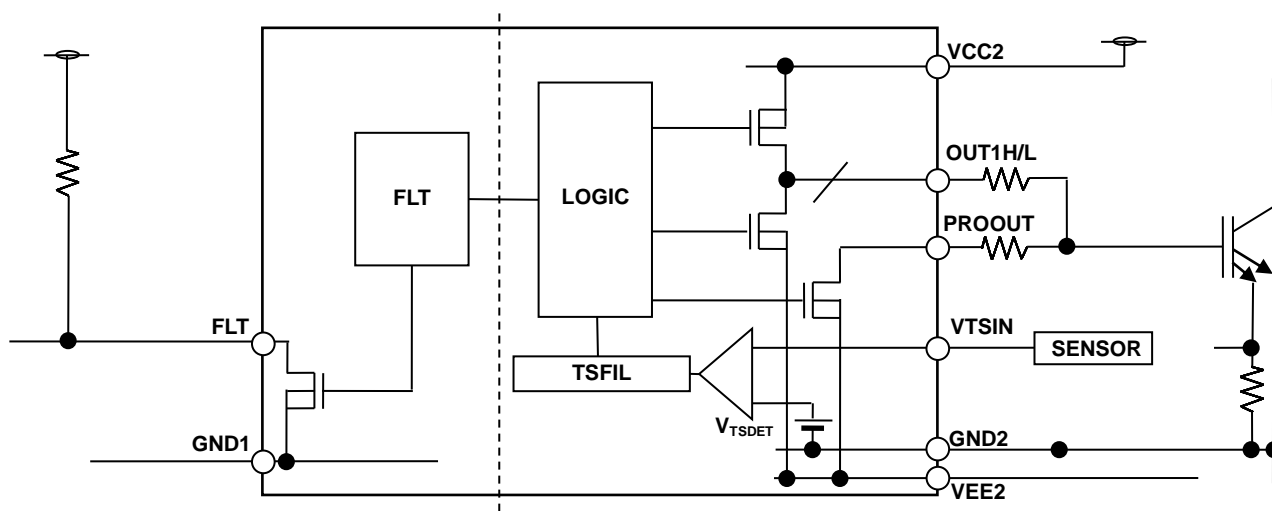 VCC2
OUT1H/L
FLT
LOGIC
PROOUT
FLT
VTSIN
SENSOR
TSFIL
VTSDET
GND1
GND2
VEE2